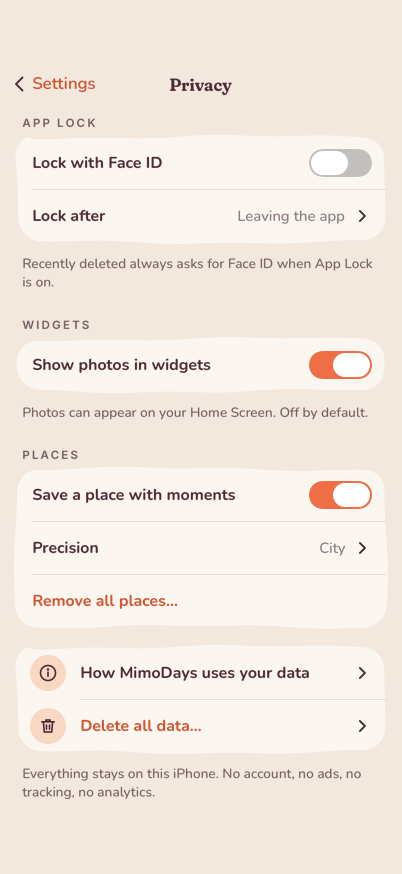 Settings
Privacy
APP LOCK
Lock with Face ID
Lock after
Leaving the app
Recently deleted always asks for Face ID when App Lock
is on.
WIDGETS
Show photos in widgets
Photos can appear on your Home Screen. Off by default.
PLACES
Save a place with moments
Precision
City
Remove all places...
How MimoDays uses your data
Delete all data...
Everything stays on this iPhone. No account, no ads, no
tracking, no analytics.